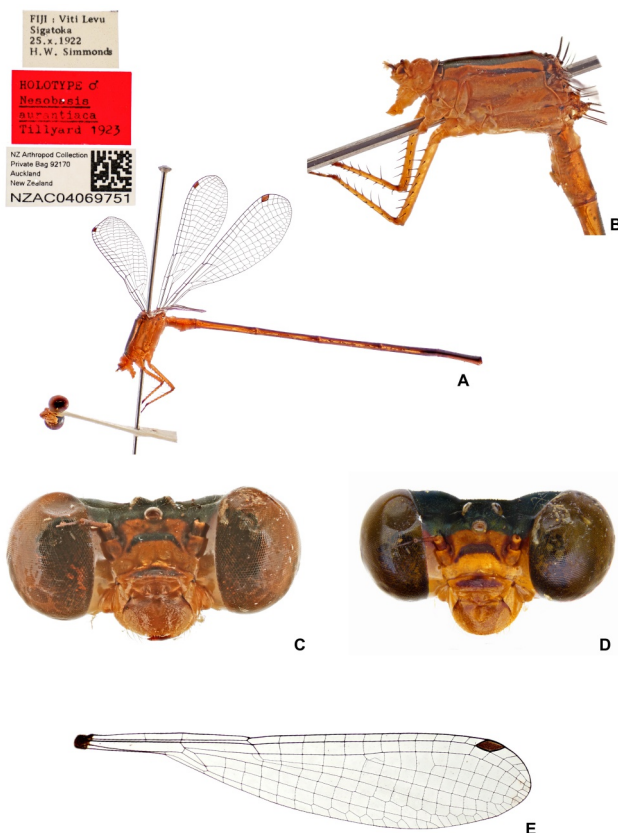 FIJI : Viti Levu
Sigatoka
25.x.1922
H.W. Simmonds
HOLOTYPE ♂
Nesobasis
aurantiaca
Tillyard 1923
NZ Arthropod Collection
Private Bag 92170
Auckland
New Zealand
NZAC04069751
B
A
C
D
E